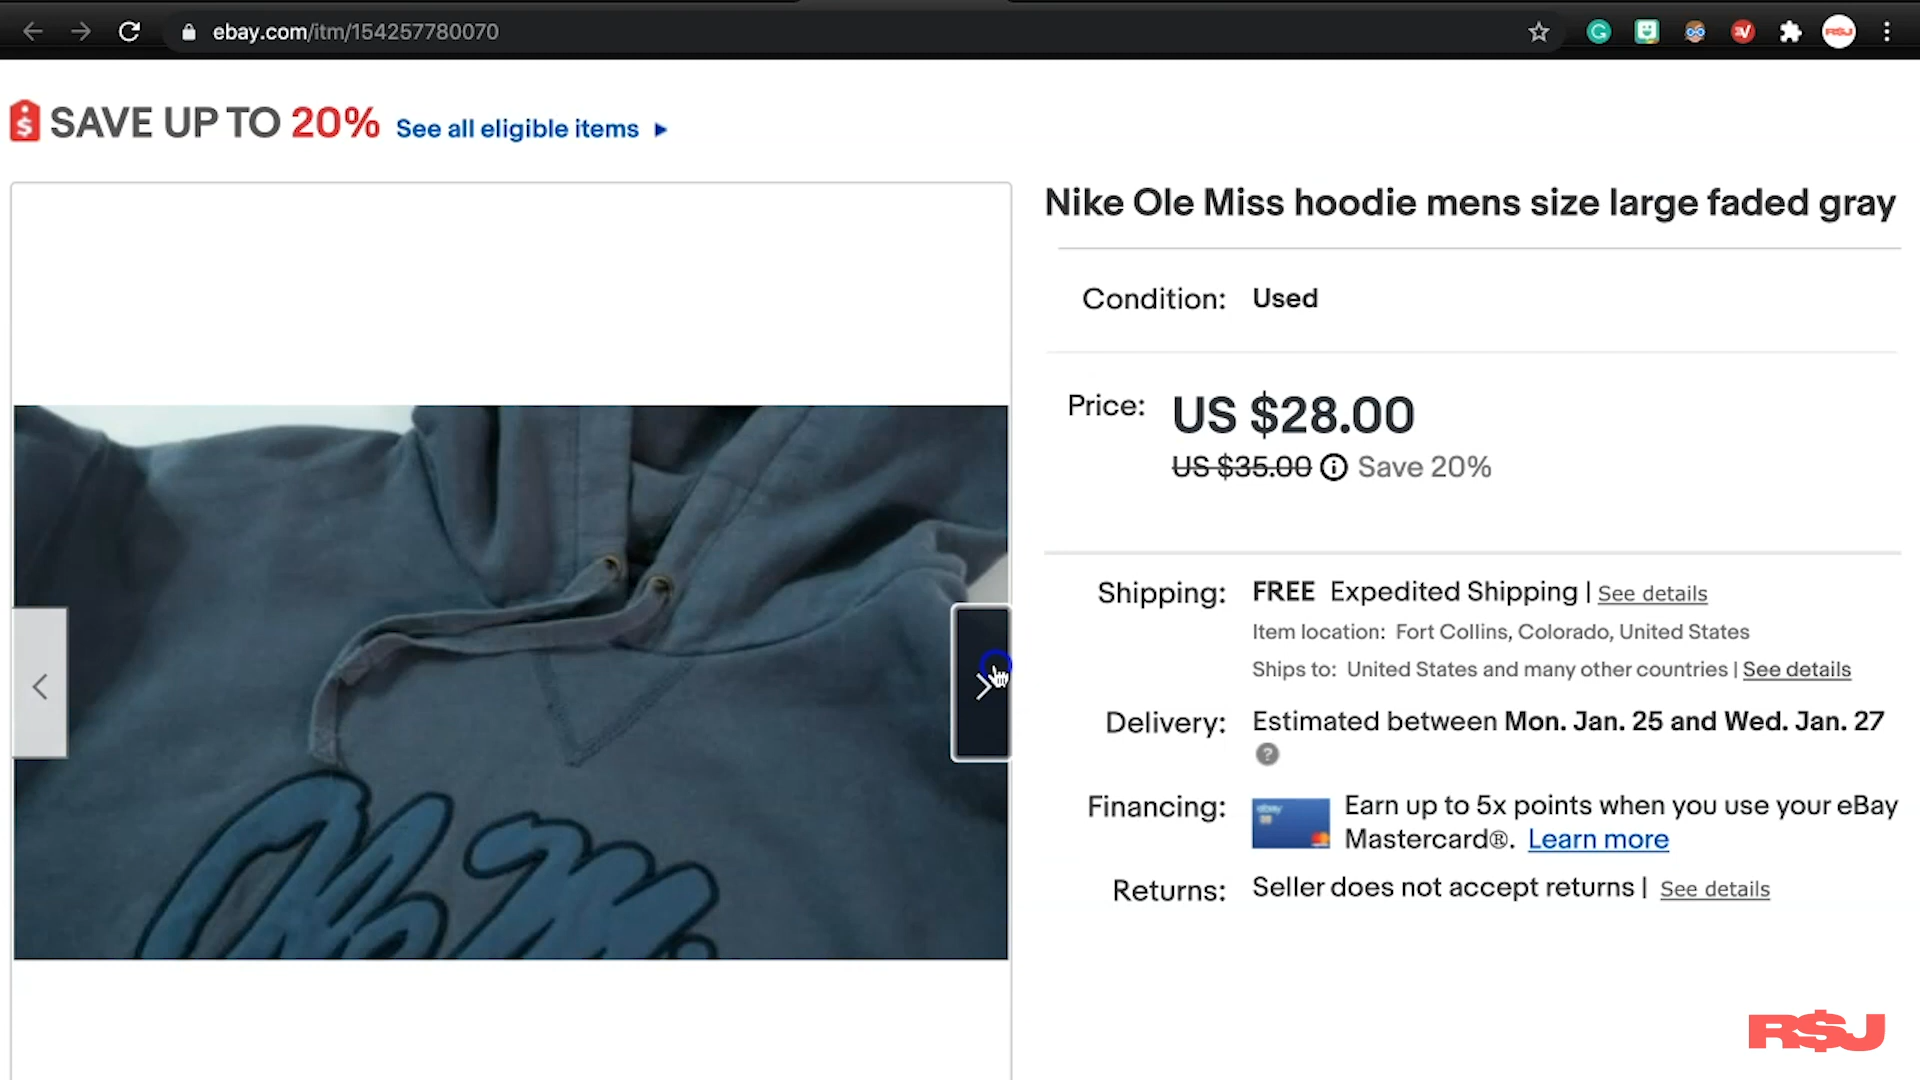 ebay.com/itm/154257780070
SAVE UP TO 20% See all eligible items
Nike Ole Miss hoodie mens size large faded gray
Condition: Used
Price: US $28.00
US $35.00 Save 20%
Shipping: FREE Expedited Shipping | See details
Item location: Fort Collins, Colorado, United States
Ships to: United States and many other countries | See details
Delivery: Estimated between Mon. Jan. 25 and Wed. Jan. 27
Financing: Earn up to 5x points when you use your eBay
Mastercard®. Learn more
Returns: Seller does not accept returns | See details
R$J